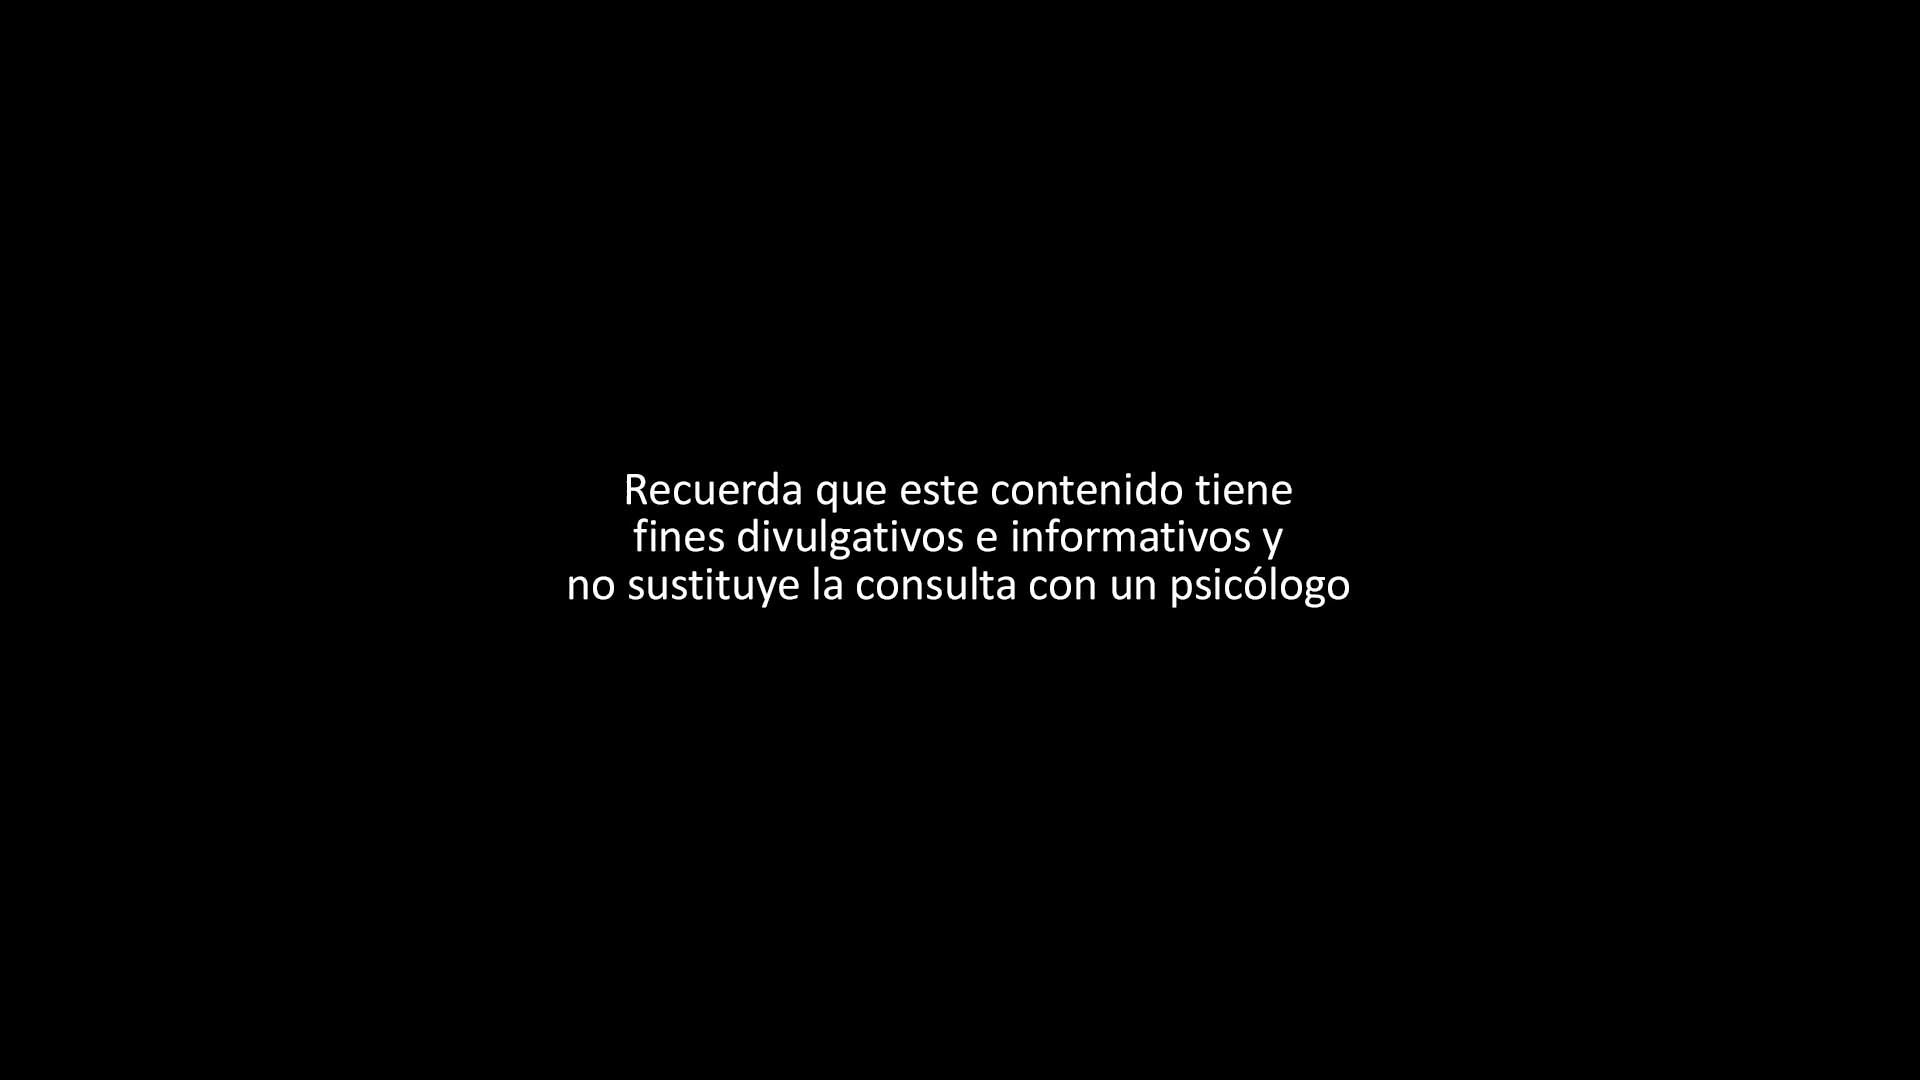 Recuerda que este contenido tiene
fines divulgativos e informativos y
no sustituye la consulta con un psicólogo